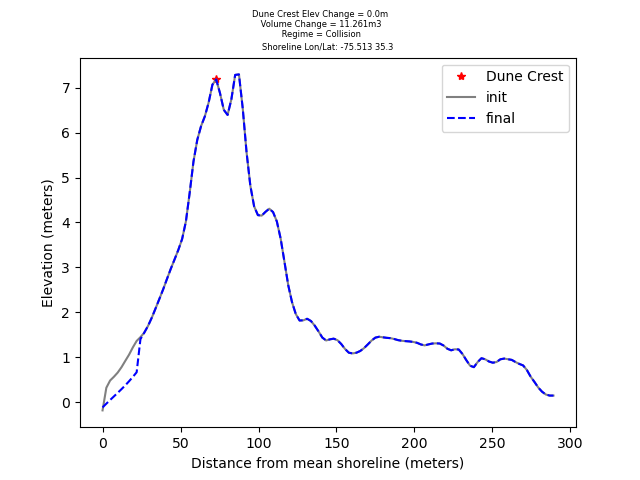 Dune Crest Elev Change = 0.0m
Volume Change = 11.261m3
Regime = Collision
Shoreline Lon/Lat: -75.513 35.3
Dune Crest
init
final
7
6
5
4
3
2
1
0
Elevation (meters)
0 50 100 150 200 250 300
Distance from mean shoreline (meters)